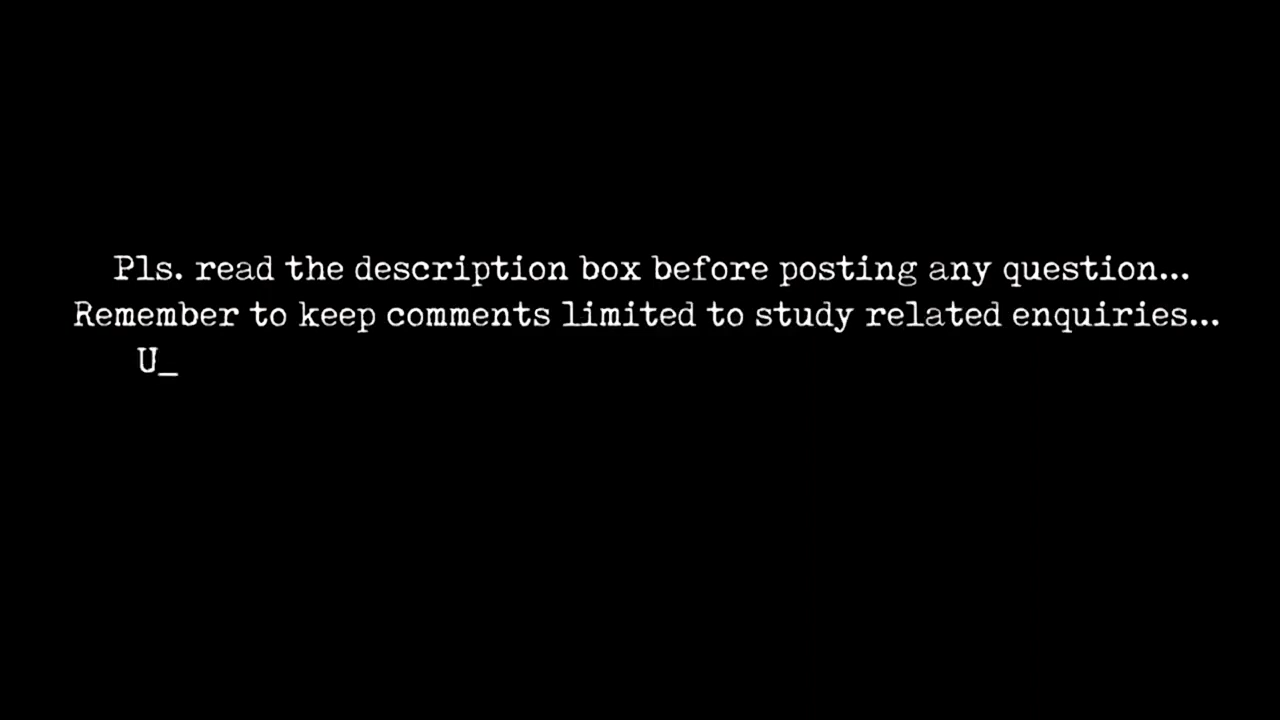 Pls. read the description box before posting any question...
Remember to keep comments limited to study related enquiries...
U_